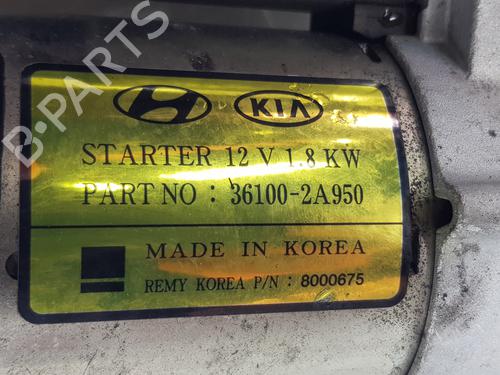 B-PARTS
KIA
STARTER 12 V 1.8 KW
PART NO : 36100-2A950
MADE IN KOREA
REMY KOREA P/N : 8000675